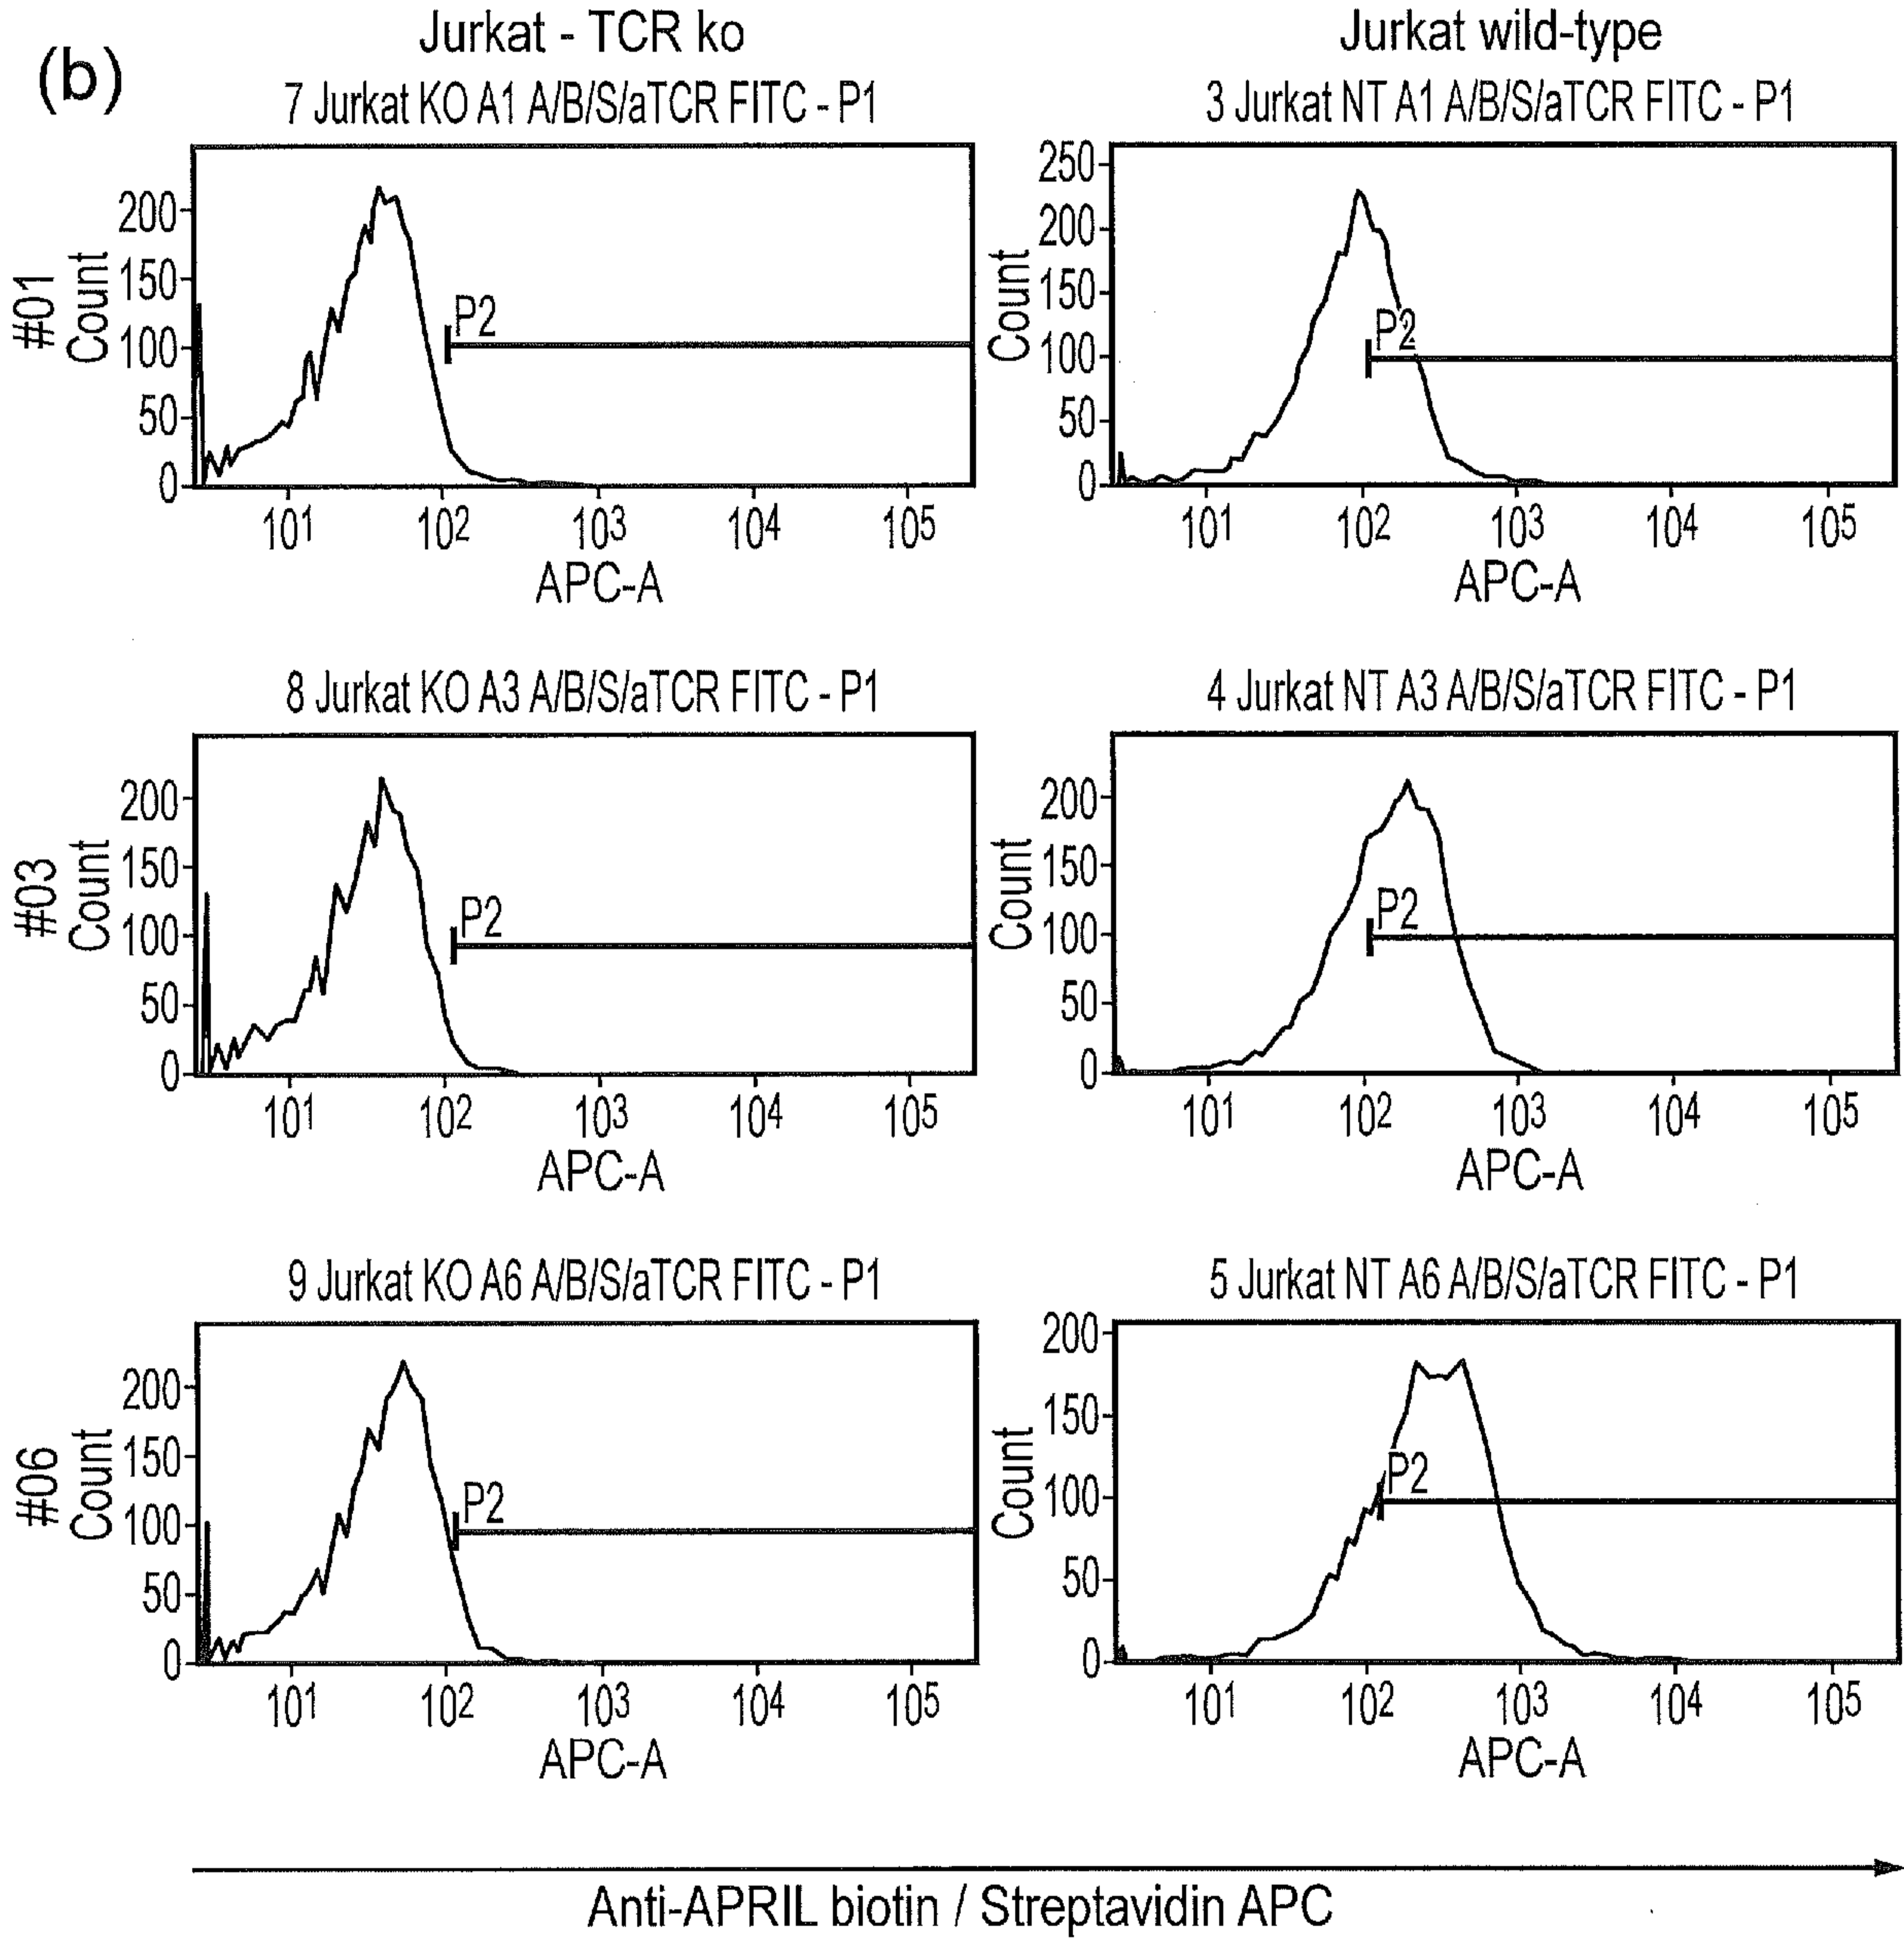 (b)
Jurkat - TCR ko
Jurkat wild-type
7 Jurkat KO A1 A/B/S/aTCR FITC - P1
3 Jurkat NT A1 A/B/S/aTCR FITC - P1
#01
Count
200
150
100
50
0
P2
10¹ 10² 10³ 10⁴ 10⁵
APC-A
Count
250
200
150
100
50
0
P2
10¹ 10² 10³ 10⁴ 10⁵
APC-A
8 Jurkat KO A3 A/B/S/aTCR FITC - P1
4 Jurkat NT A3 A/B/S/aTCR FITC - P1
#03
Count
200
150
100
50
0
P2
10¹ 10² 10³ 10⁴ 10⁵
APC-A
Count
200
150
100
50
0
P2
10¹ 10² 10³ 10⁴ 10⁵
APC-A
9 Jurkat KO A6 A/B/S/aTCR FITC - P1
5 Jurkat NT A6 A/B/S/aTCR FITC - P1
#06
Count
200
150
100
50
0
P2
10¹ 10² 10³ 10⁴ 10⁵
APC-A
Count
200
150
100
50
0
P2
10¹ 10² 10³ 10⁴ 10⁵
APC-A
Anti-APRIL biotin / Streptavidin APC